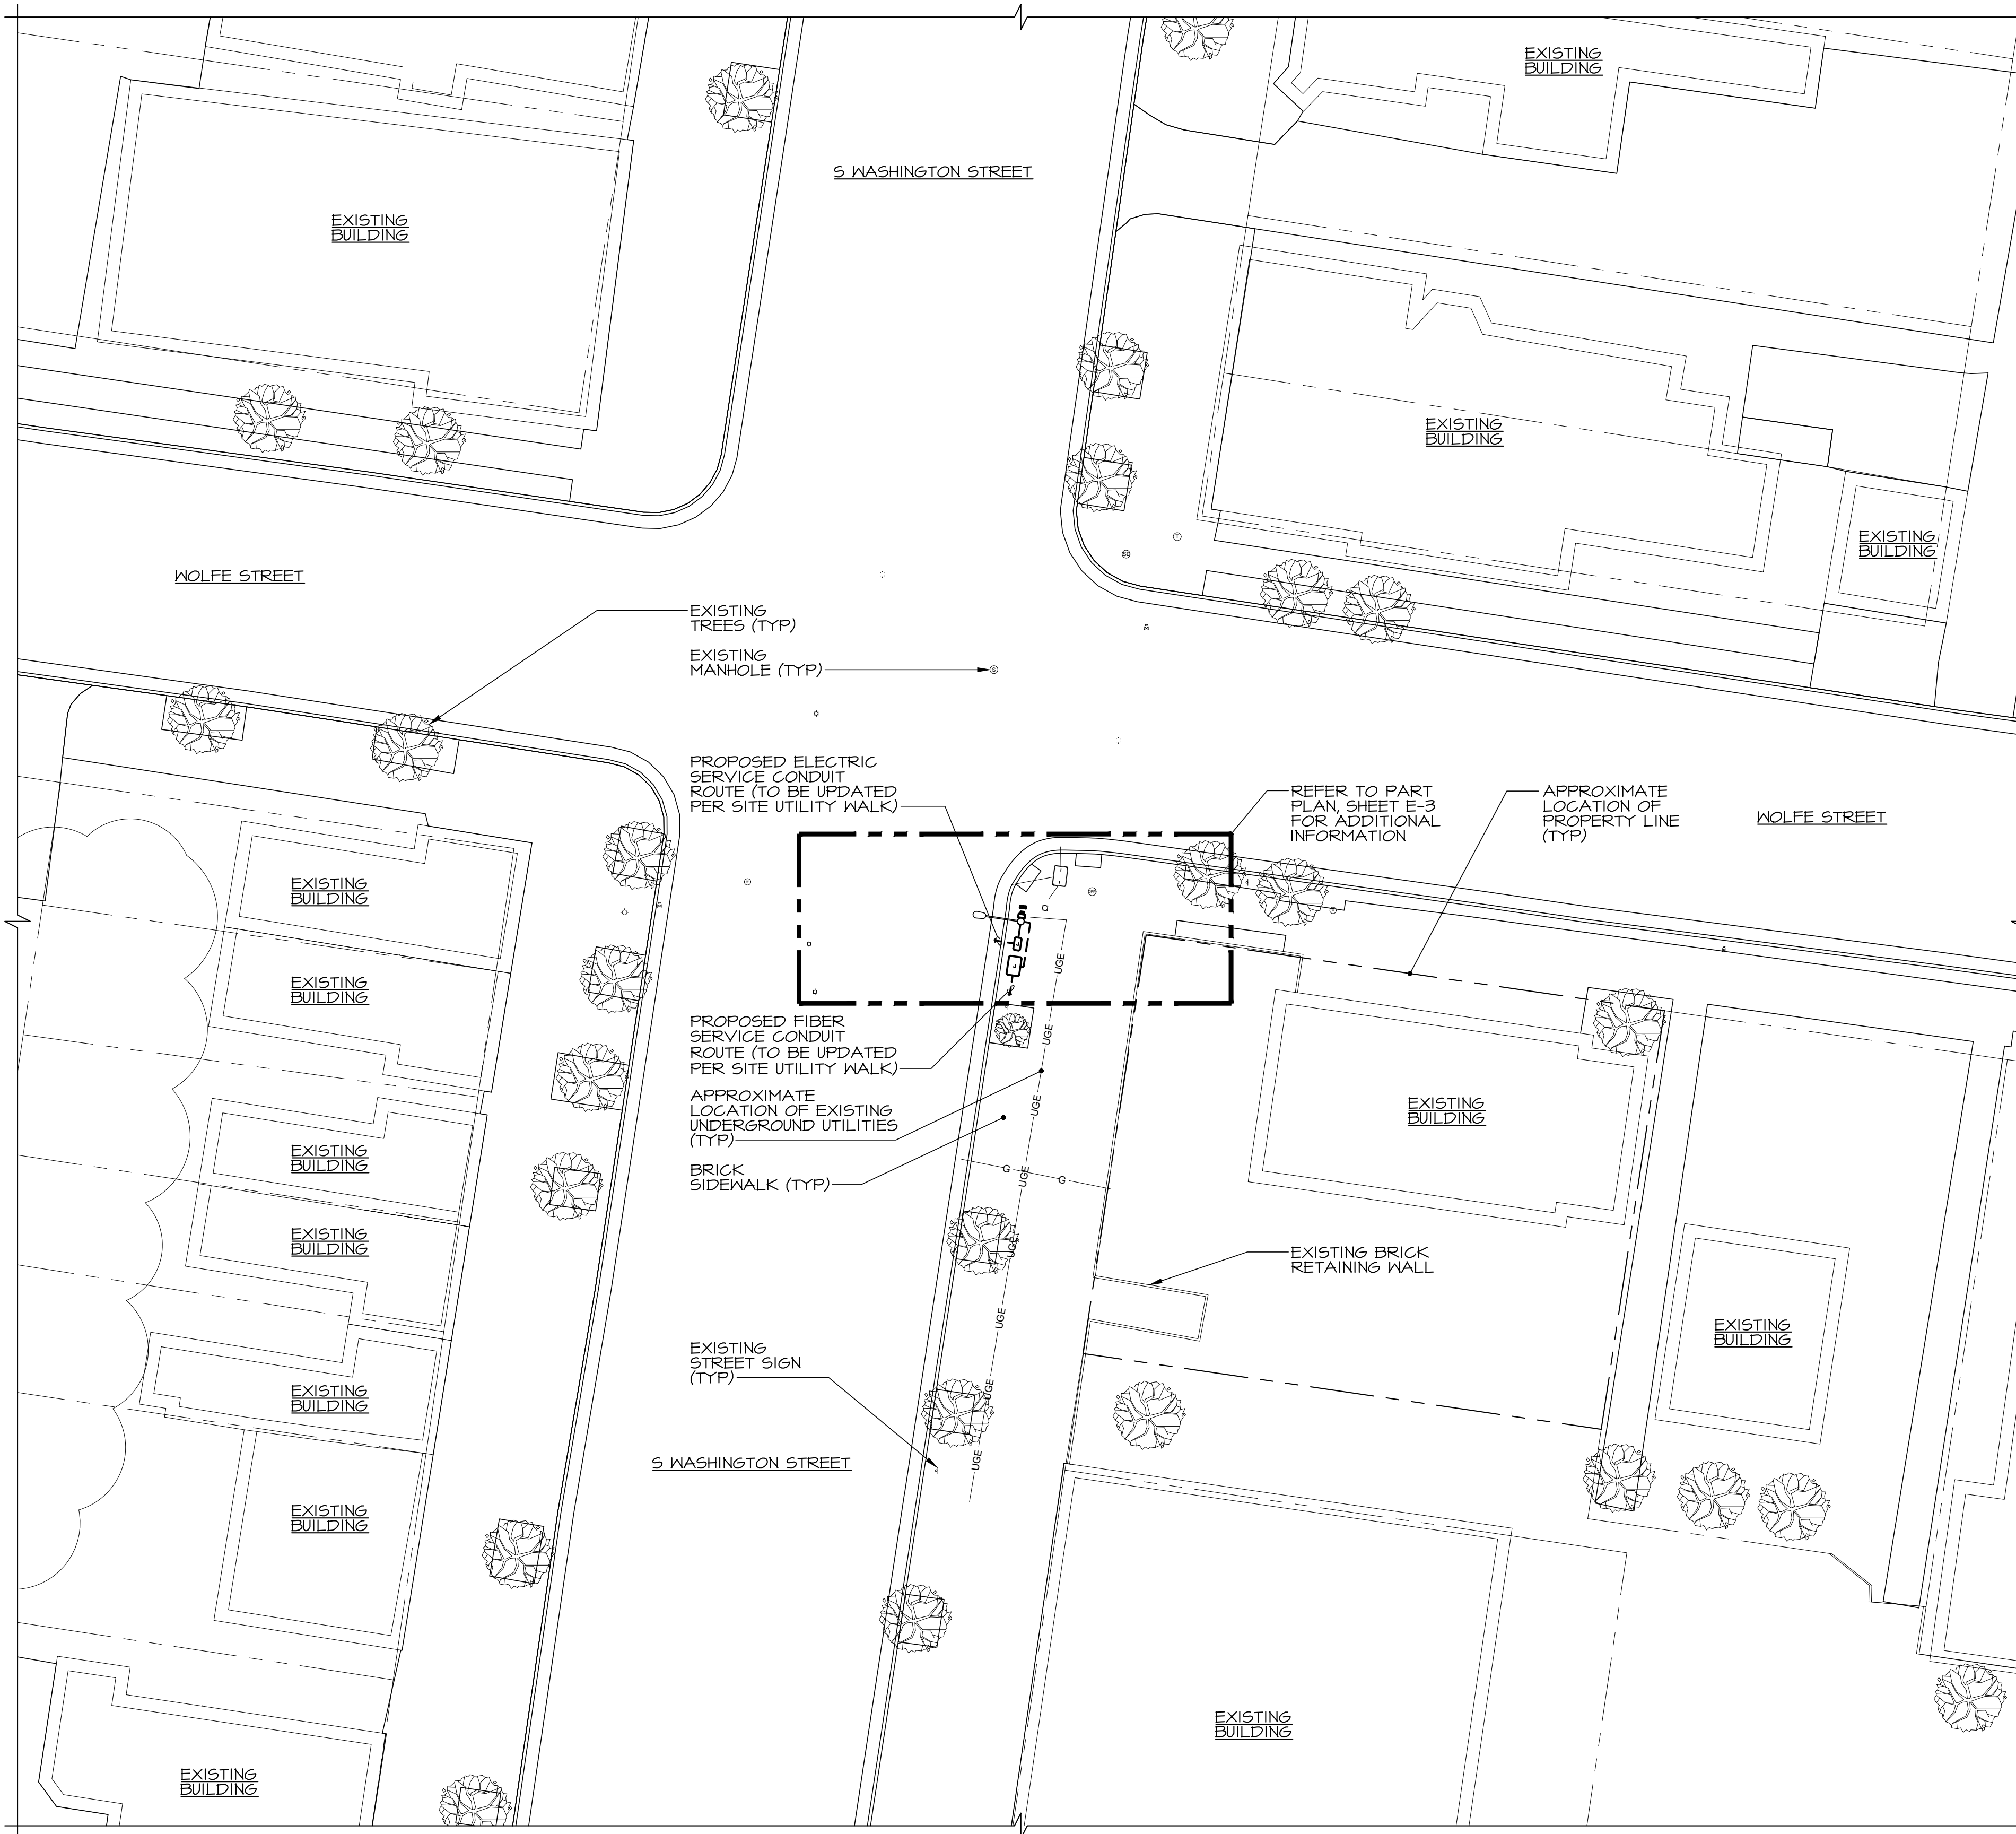 EXISTING
BUILDING
S WASHINGTON STREET
EXISTING
BUILDING
EXISTING
BUILDING
EXISTING
BUILDING
SD
T
WOLFE STREET
EXISTING
TREES (TYP)
EXISTING
MANHOLE (TYP)
S
PROPOSED ELECTRIC
SERVICE CONDUIT
ROUTE (TO BE UPDATED
PER SITE UTILITY WALK)
REFER TO PART
PLAN, SHEET E-3
FOR ADDITIONAL
INFORMATION
APPROXIMATE
LOCATION OF
PROPERTY LINE
(TYP)
WOLFE STREET
EXISTING
BUILDING
EXISTING
BUILDING
UGE
PROPOSED FIBER
SERVICE CONDUIT
ROUTE (TO BE UPDATED
PER SITE UTILITY WALK)
UGE
APPROXIMATE
LOCATION OF EXISTING
UNDERGROUND UTILITIES
(TYP)
UGE
EXISTING
BUILDING
EXISTING
BUILDING
BRICK
SIDEWALK (TYP)
G
UGE
G
EXISTING
BUILDING
UGE
EXISTING BRICK
RETAINING WALL
UGE
EXISTING
BUILDING
EXISTING
STREET SIGN
(TYP)
EXISTING
BUILDING
UGE
S WASHINGTON STREET
UGE
EXISTING
BUILDING
EXISTING
BUILDING
EXISTING
BUILDING